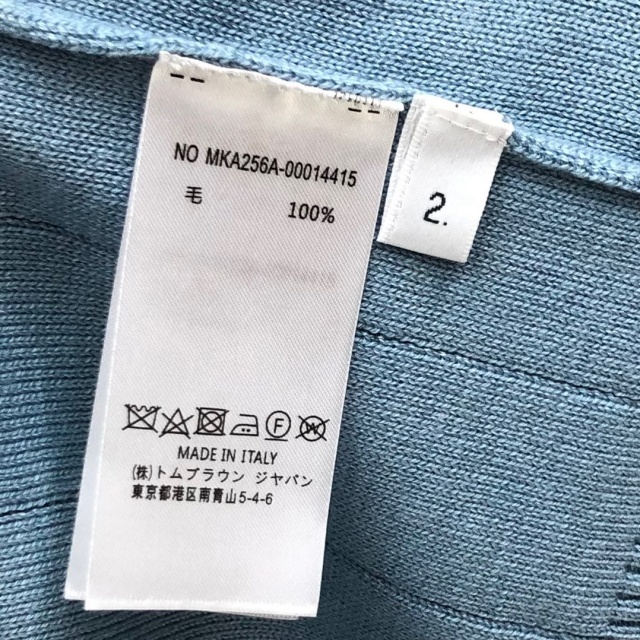 NO MKA256A-00014415
毛 100%
2.
F
W
MADE IN ITALY
(株)トムブラウン ジャパン
東京都港区南青山5-4-6